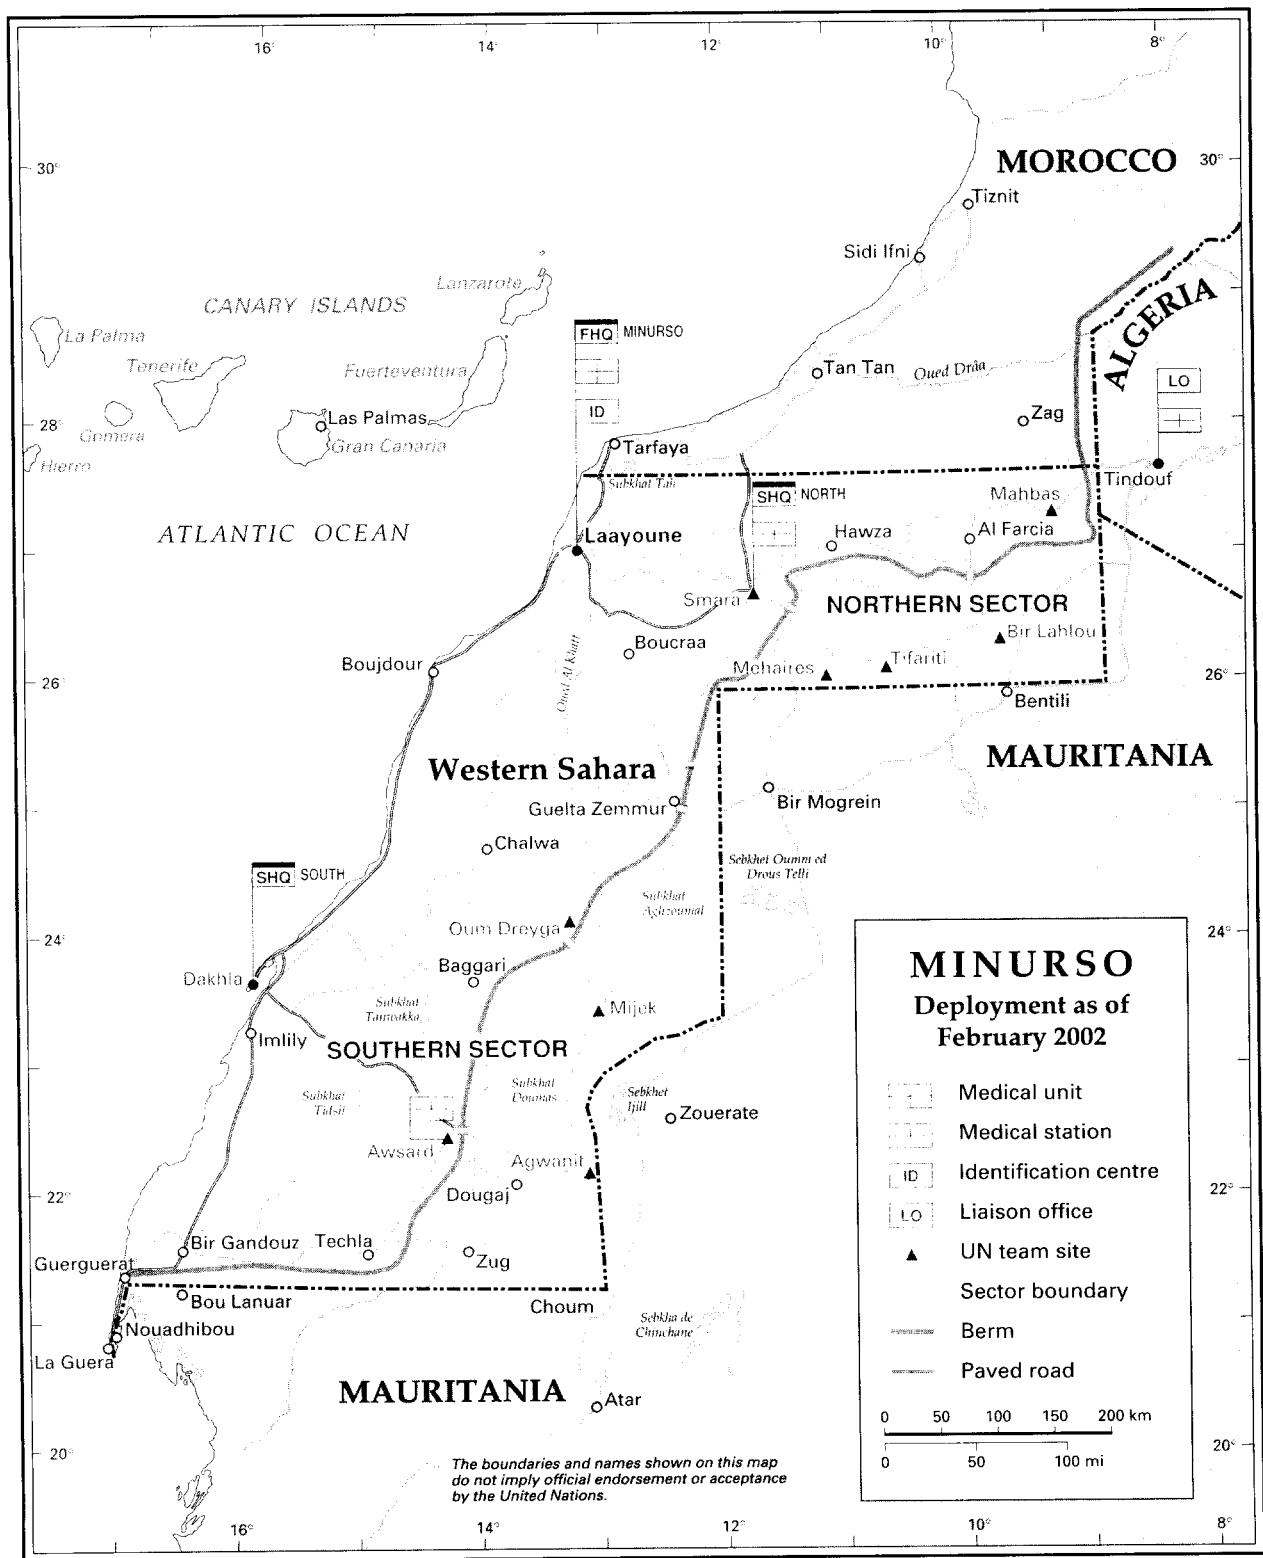 16°
14°
12°
10°
8°
30°
MOROCCO
30°
Tiznit
Sidi Ifni
CANARY ISLANDS
Lanzarote
ALGERIA
La Palma
Tenerife
Fuerteventura
FHQ MINURSO
Tan Tan
Oued Drâa
LO
ID
Zag
28°
Gomera
Las Palmas
Gran Canaria
28°
Hierro
Tarfaya
Tindouf
Subkhat Tah
SHQ NORTH
Mahbas
ATLANTIC OCEAN
Laayoune
Hawza
Al Farcia
Smara
NORTHERN SECTOR
Boucraa
Bir Lahlou
Boujdour
Oued Al Khatt
Mehaires
Tifariti
26°
26°
Bentili
Western Sahara
MAURITANIA
Guelta Zemmur
Bir Mogrein
Chalwa
Sebkhet Oumm ed
Drous Telli
SHQ SOUTH
Subkhat
Aghzoumal
Oum Dreyga
24°
24°
Baggari
Dakhla
Subkhat
Tanwakka
Mijek
Imlily
SOUTHERN SECTOR
Subkhat
Tidsit
Subkhat
Doumas
Sebkhet
Ijill
Zouerate
Awsard
Agwanit
Dougaj
22°
22°
Bir Gandouz
Techla
Zug
Guerguerat
Bou Lanuar
Choum
Nouadhibou
La Guera
Sebkha de
Chinchane
MAURITANIA
Atar
20°
20°
The boundaries and names shown on this map
do not imply official endorsement or acceptance
by the United Nations.
MINURSO
Deployment as of
February 2002
Medical unit
Medical station
ID Identification centre
LO Liaison office
UN team site
Sector boundary
Berm
Paved road
0 50 100 150 200 km
0 50 100 mi
16°
14°
12°
10°
8°